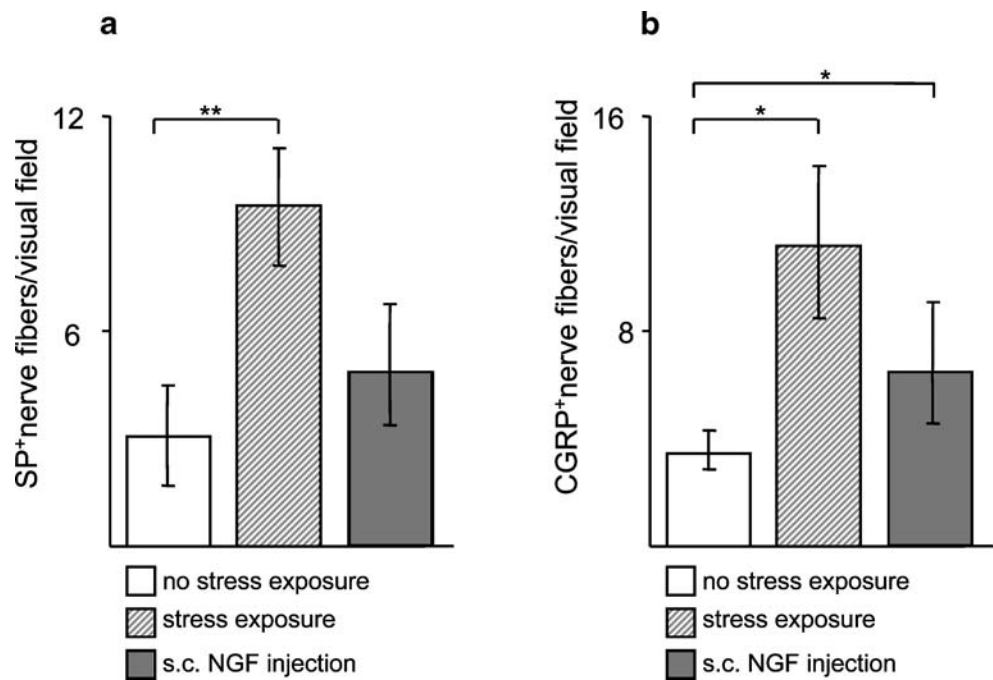 a
SP⁺nerve fibers/visual field
12
6
**
no stress exposure
stress exposure
s.c. NGF injection
b
CGRP⁺nerve fibers/visual field
16
8
*
*
no stress exposure
stress exposure
s.c. NGF injection